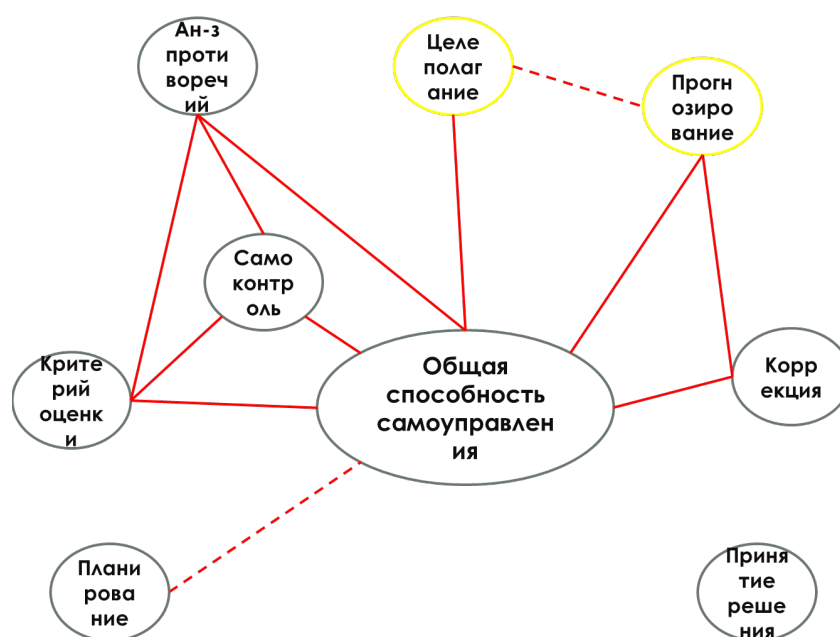 Ан-з
проти
вореч
ий
Целе
полаг
ание
Прогн
озиро
вание
Само
контр
оль
Крите
рий
оценк
и
Общая
способность
самоуправлен
ия
Корр
екция
Плани
рова
ние
Приня
тие
реше
ния